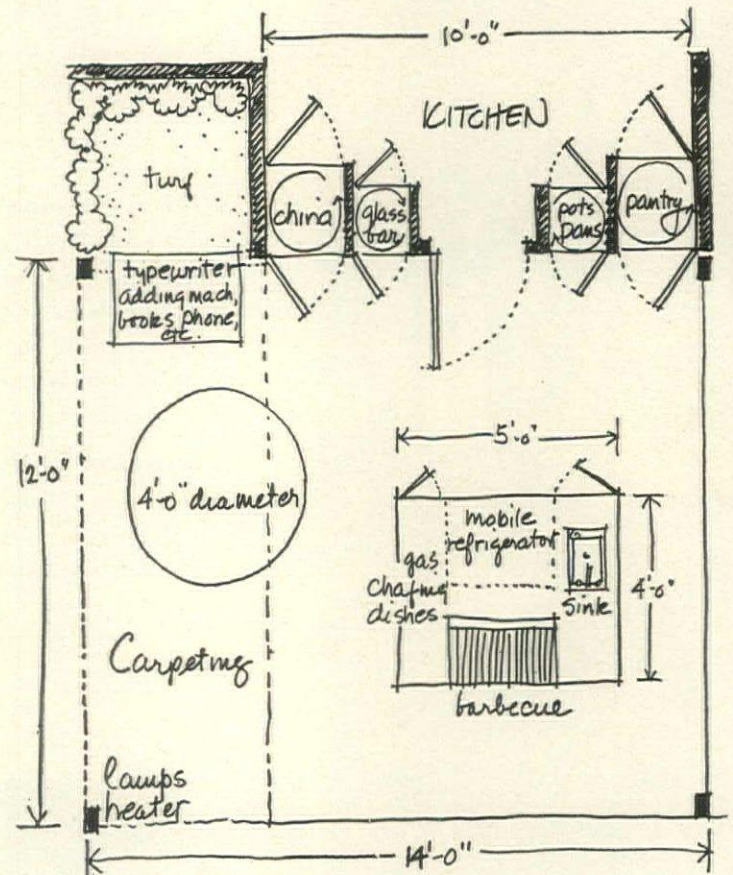 10'-0"
KITCHEN
turf
china
glass
bar
pots
pans
pantry
typewriter
adding mach,
books, phone,
etc.
12'-0"
4'-0" diameter
5'-0"
mobile
refrigerator
gas
chafing
dishes
sink
4'-0"
barbecue
Carpeting
lamps
heater
14'-0"